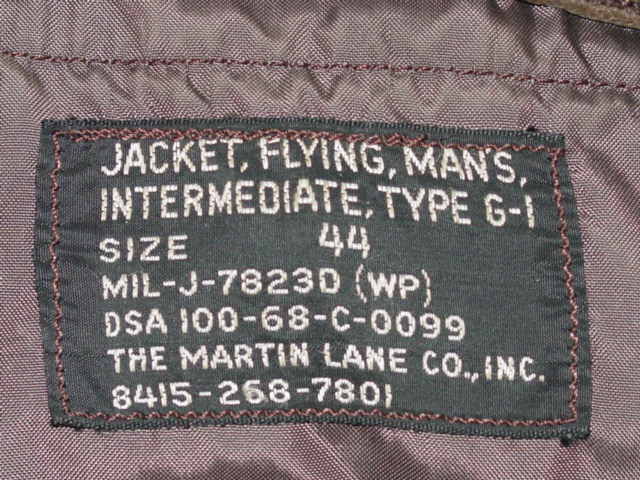 JACKET, FLYING, MAN'S,
INTERMEDIATE, TYPE G-1
SIZE 44
MIL-J-7823D (WP)
DSA 100-68-C-0099
THE MARTIN LANE CO., INC.
8415-268-7801